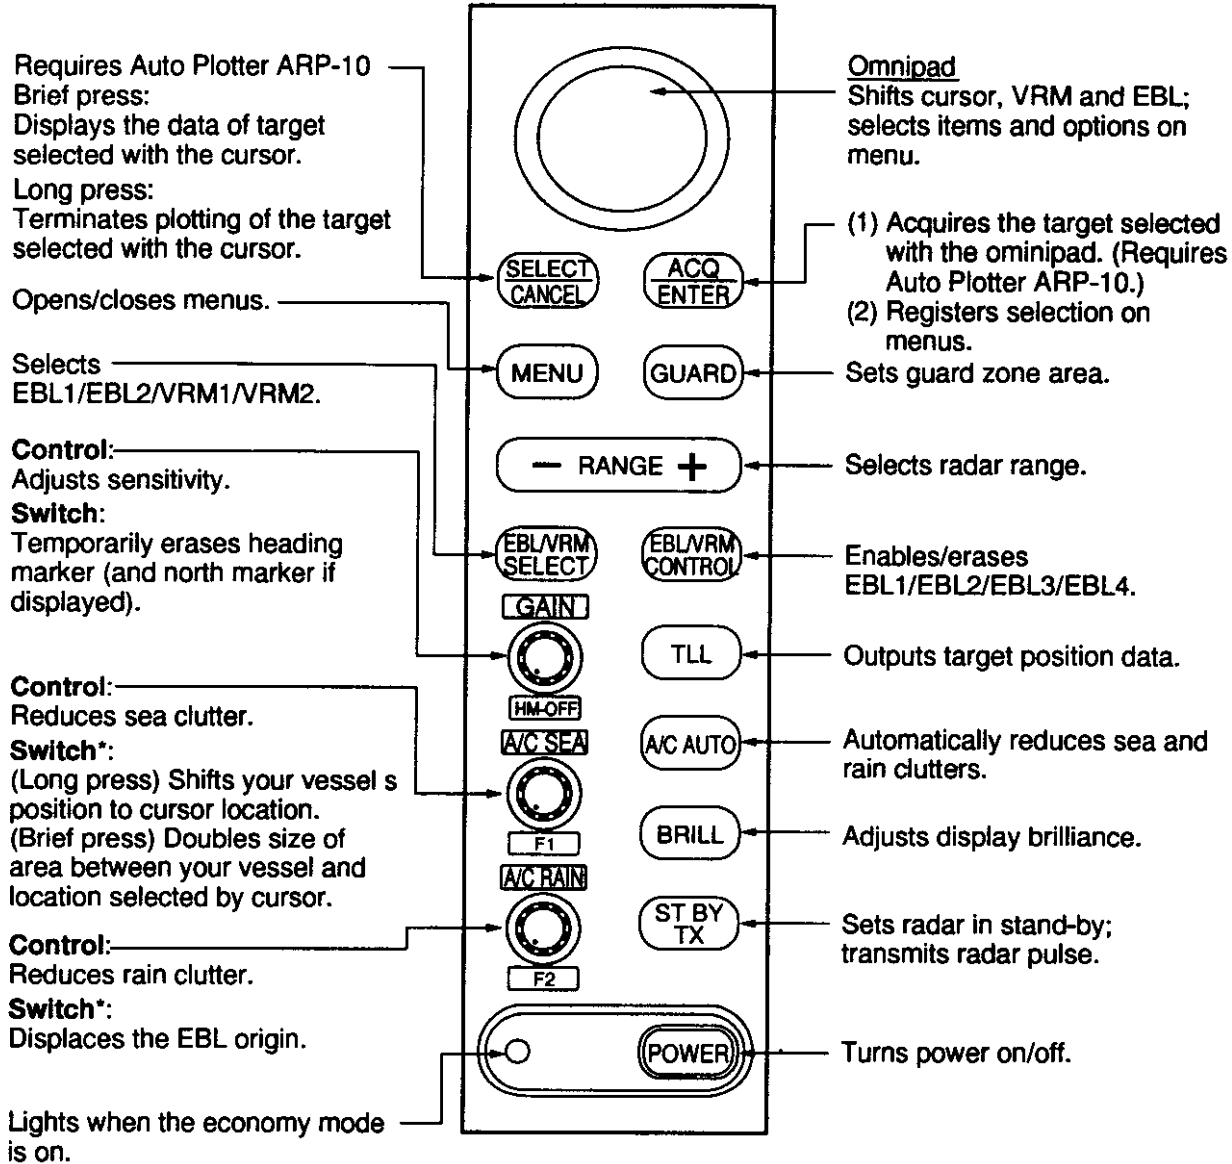 Requires Auto Plotter ARP-10
Brief press:
Displays the data of target
selected with the cursor.
Long press:
Terminates plotting of the target
selected with the cursor.
Opens/closes menus.
Selects
EBL1/EBL2/VRM1/VRM2.
Control:
Adjusts sensitivity.
Switch:
Temporarily erases heading
marker (and north marker if
displayed).
Control:
Reduces sea clutter.
Switch*:
(Long press) Shifts your vessel s
position to cursor location.
(Brief press) Doubles size of
area between your vessel and
location selected by cursor.
Control:
Reduces rain clutter.
Switch*:
Displaces the EBL origin.
Lights when the economy mode
is on.
SELECT
CANCEL
ACQ
ENTER
MENU
GUARD
− RANGE +
EBL/VRM
SELECT
EBL/VRM
CONTROL
GAIN
HM-OFF
TLL
A/C SEA
F1
A/C AUTO
BRILL
A/C RAIN
F2
ST BY
TX
POWER
Omnipad
Shifts cursor, VRM and EBL;
selects items and options on
menu.
(1) Acquires the target selected
with the ominipad. (Requires
Auto Plotter ARP-10.)
(2) Registers selection on
menus.
Sets guard zone area.
Selects radar range.
Enables/erases
EBL1/EBL2/EBL3/EBL4.
Outputs target position data.
Automatically reduces sea and
rain clutters.
Adjusts display brilliance.
Sets radar in stand-by;
transmits radar pulse.
Turns power on/off.